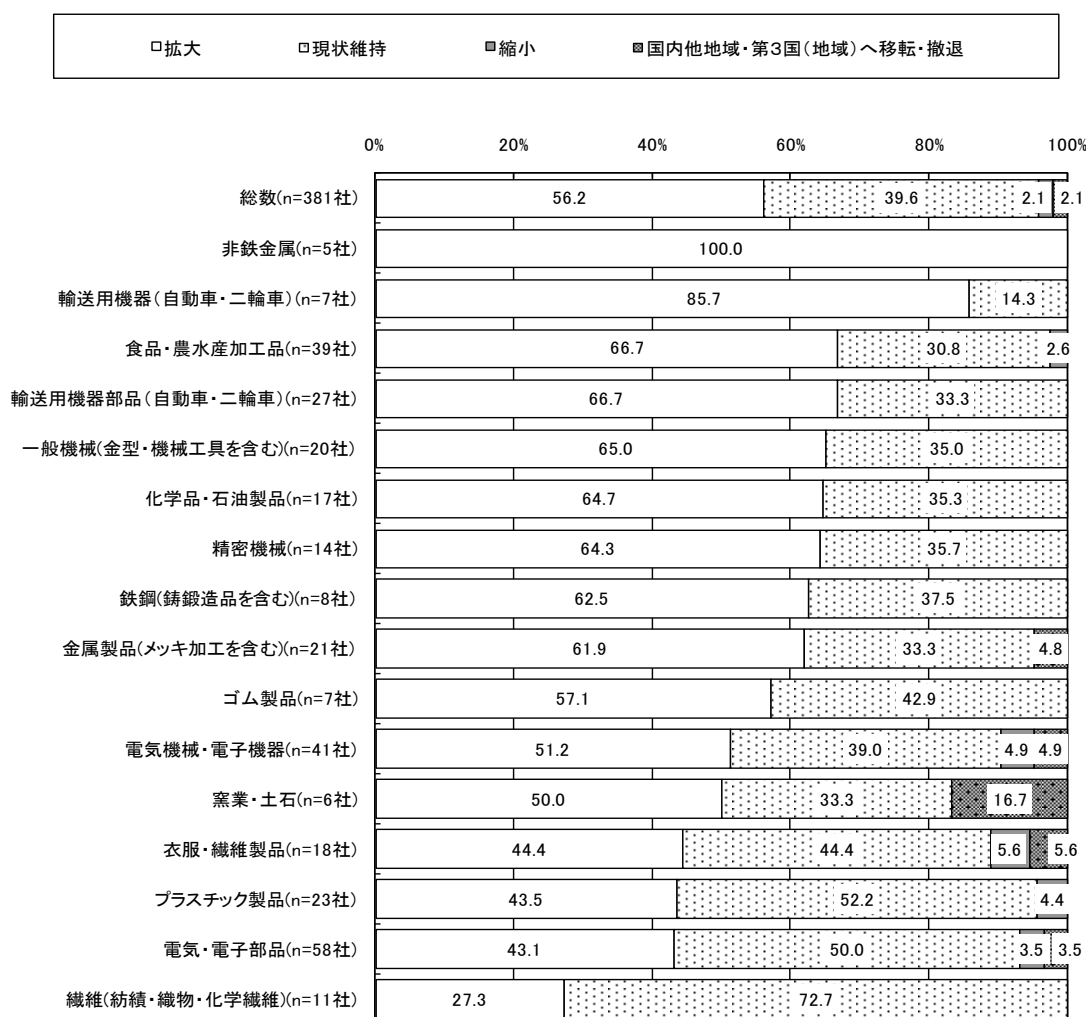 □拡大 □現状維持 ■縮小 ■国内他地域・第3国(地域)へ移転・撤退
0% 20% 40% 60% 80% 100%
総数(n=381社) 56.2 39.6 2.1 2.1
非鉄金属(n=5社) 100.0
輸送用機器(自動車・二輪車)(n=7社) 85.7 14.3
食品・農水産加工品(n=39社) 66.7 30.8 2.6
輸送用機器部品(自動車・二輪車)(n=27社) 66.7 33.3
一般機械(金型・機械工具を含む)(n=20社) 65.0 35.0
化学品・石油製品(n=17社) 64.7 35.3
精密機械(n=14社) 64.3 35.7
鉄鋼(鋳鍛造品を含む)(n=8社) 62.5 37.5
金属製品(メッキ加工を含む)(n=21社) 61.9 33.3 4.8
ゴム製品(n=7社) 57.1 42.9
電気機械・電子機器(n=41社) 51.2 39.0 4.9 4.9
窯業・土石(n=6社) 50.0 33.3 16.7
衣服・繊維製品(n=18社) 44.4 44.4 5.6 5.6
プラスチック製品(n=23社) 43.5 52.2 4.4
電気・電子部品(n=58社) 43.1 50.0 3.5 3.5
繊維(紡績・織物・化学繊維)(n=11社) 27.3 72.7